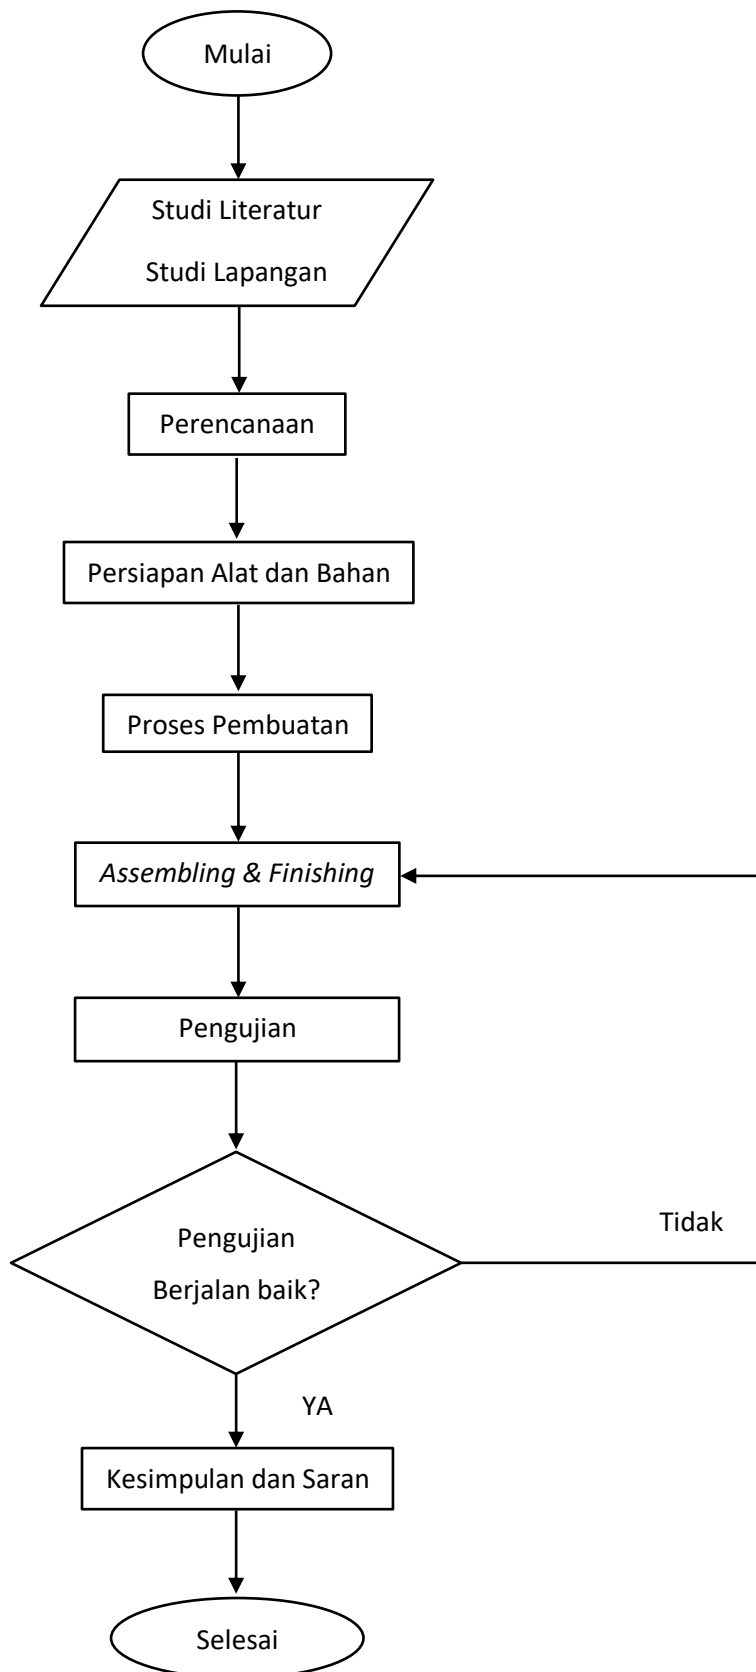 Mulai
Studi Literatur
Studi Lapangan
Perencanaan
Persiapan Alat dan Bahan
Proses Pembuatan
Assembling & Finishing
Pengujian
Pengujian
Berjalan baik?
Tidak
YA
Kesimpulan dan Saran
Selesai